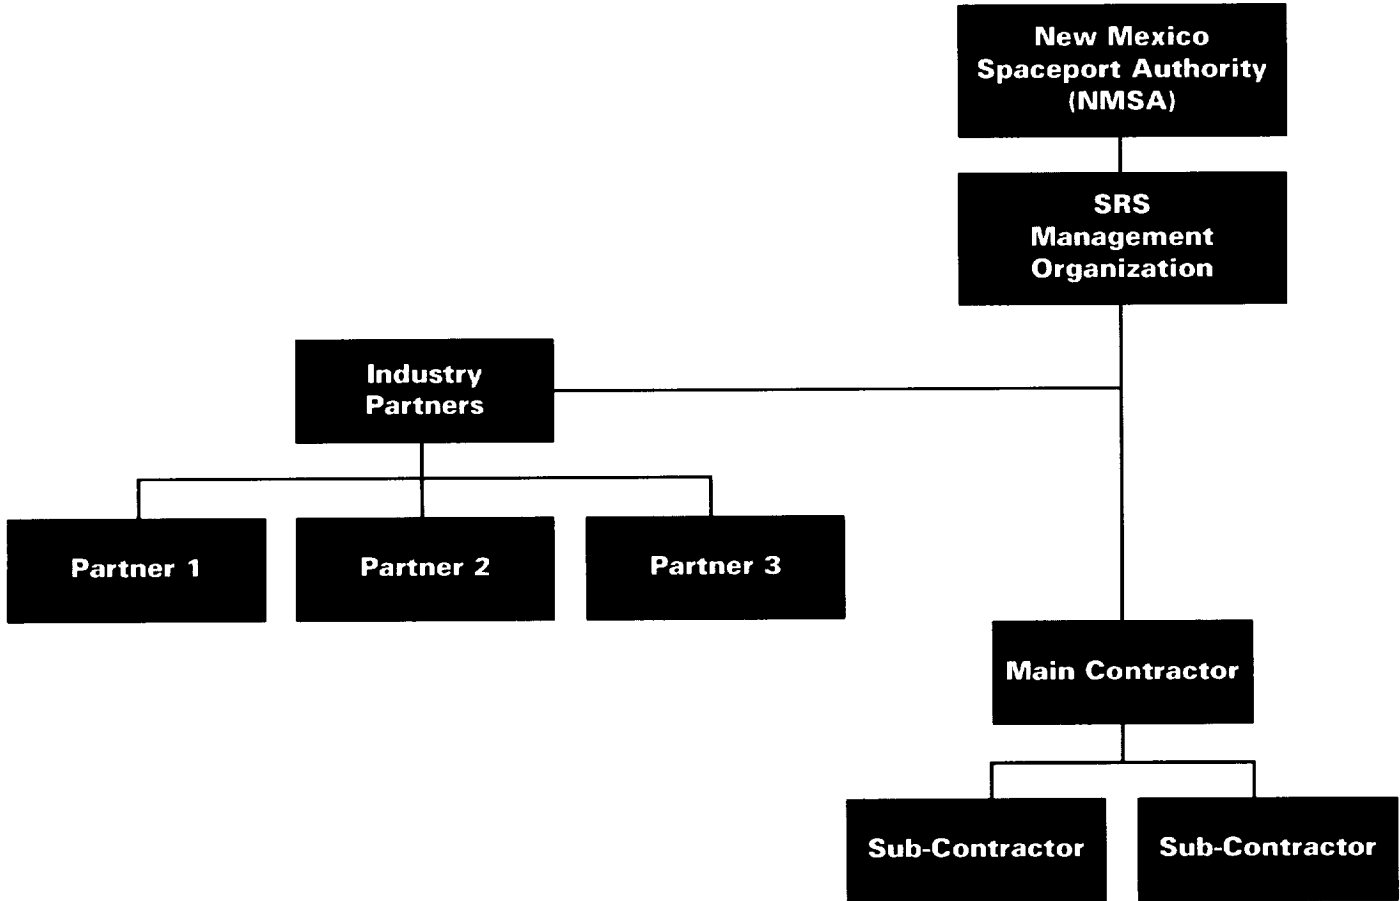 New Mexico
Spaceport Authority
(NMSA)
SRS
Management
Organization
Industry
Partners
Partner 1
Partner 2
Partner 3
Main Contractor
Sub-Contractor
Sub-Contractor